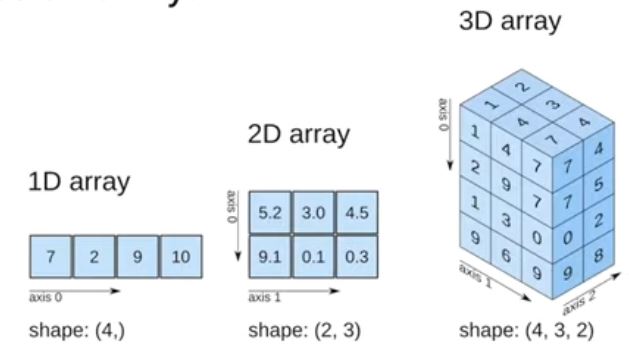 3D array
2D array
1D array
axis 0
1 2
4 3
7 4
1 4 7 7 4
2 9 7 7 5
1 3 0 0 2
9 6 9 9 8
axis 0
5.2 3.0 4.5
9.1 0.1 0.3
7 2 9 10
axis 0
axis 1
axis 1
axis 2
shape: (4,)
shape: (2, 3)
shape: (4, 3, 2)